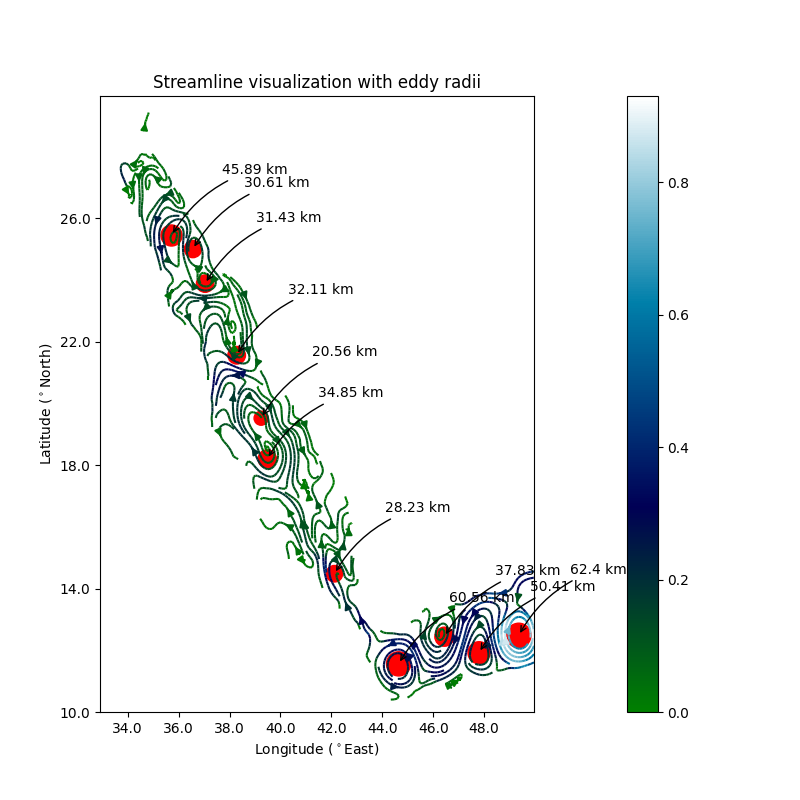 Streamline visualization with eddy radii
45.89 km
30.61 km
31.43 km
32.11 km
20.56 km
34.85 km
28.23 km
37.83 km
62.4 km
50.41 km
60.56 km
26.0
22.0
18.0
14.0
10.0
Latitude (°North)
34.0 36.0 38.0 40.0 42.0 44.0 46.0 48.0
Longitude (°East)
0.8
0.6
0.4
0.2
0.0